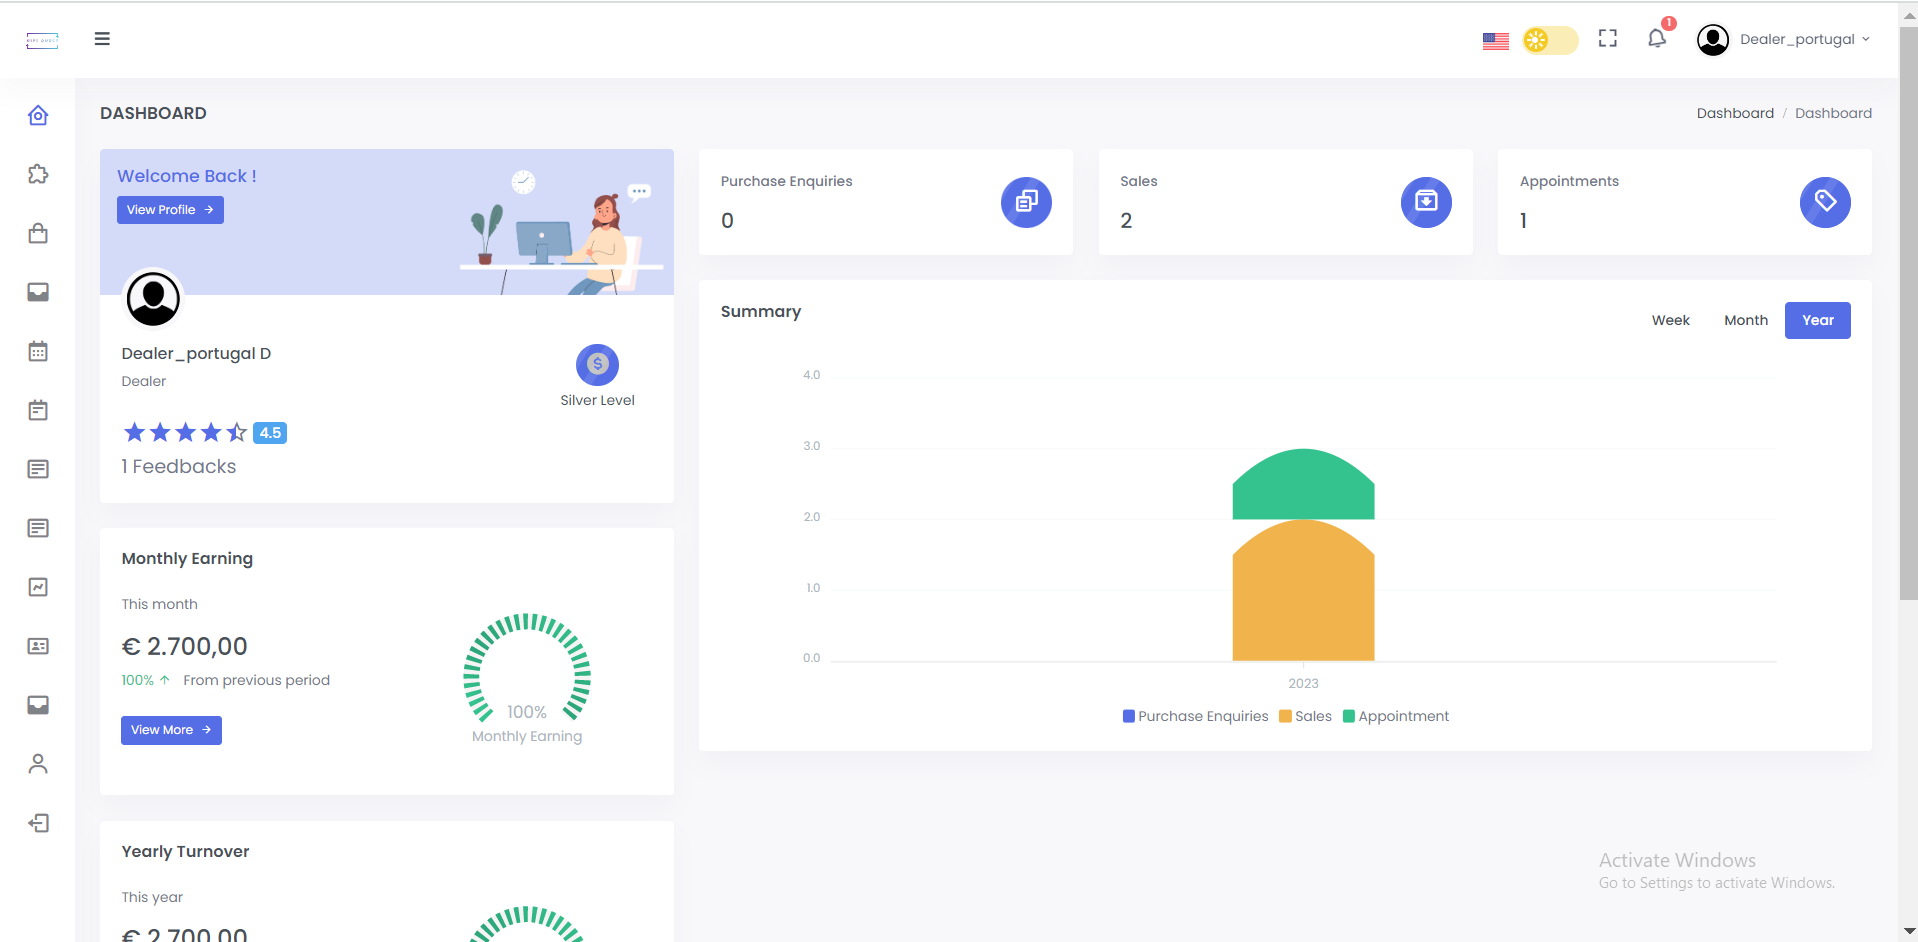 1
Dealer_portugal
DASHBOARD
Dashboard / Dashboard
Welcome Back !
View Profile →
Dealer_portugal D
Dealer
Silver Level
4.5
1 Feedbacks
Purchase Enquiries
0
Sales
2
Appointments
1
Summary
Week Month Year
4.0
3.0
2.0
1.0
0.0
2023
Purchase Enquiries Sales Appointment
Monthly Earning
This month
€ 2.700,00
100% ↑ From previous period
View More →
100%
Monthly Earning
Yearly Turnover
This year
€ 2.700,00
Activate Windows
Go to Settings to activate Windows.